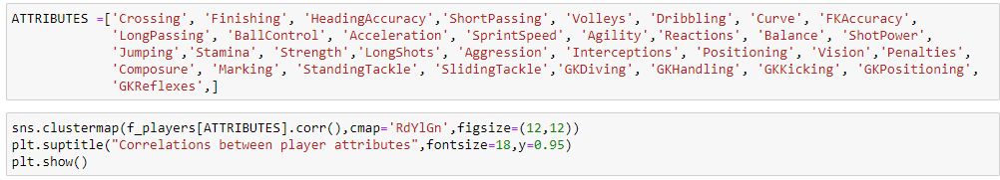 ATTRIBUTES =['Crossing', 'Finishing', 'HeadingAccuracy','ShortPassing', 'Volleys', 'Dribbling', 'Curve', 'FKAccuracy',
'LongPassing', 'BallControl', 'Acceleration', 'SprintSpeed', 'Agility','Reactions', 'Balance', 'ShotPower',
'Jumping','Stamina', 'Strength','LongShots', 'Aggression', 'Interceptions', 'Positioning', 'Vision','Penalties',
'Composure', 'Marking', 'StandingTackle', 'SlidingTackle','GKDiving', 'GKHandling', 'GKKicking', 'GKPositioning',
'GKReflexes',]
sns.clustermap(f_players[ATTRIBUTES].corr(),cmap='RdYlGn',figsize=(12,12))
plt.suptitle("Correlations between player attributes",fontsize=18,y=0.95)
plt.show()